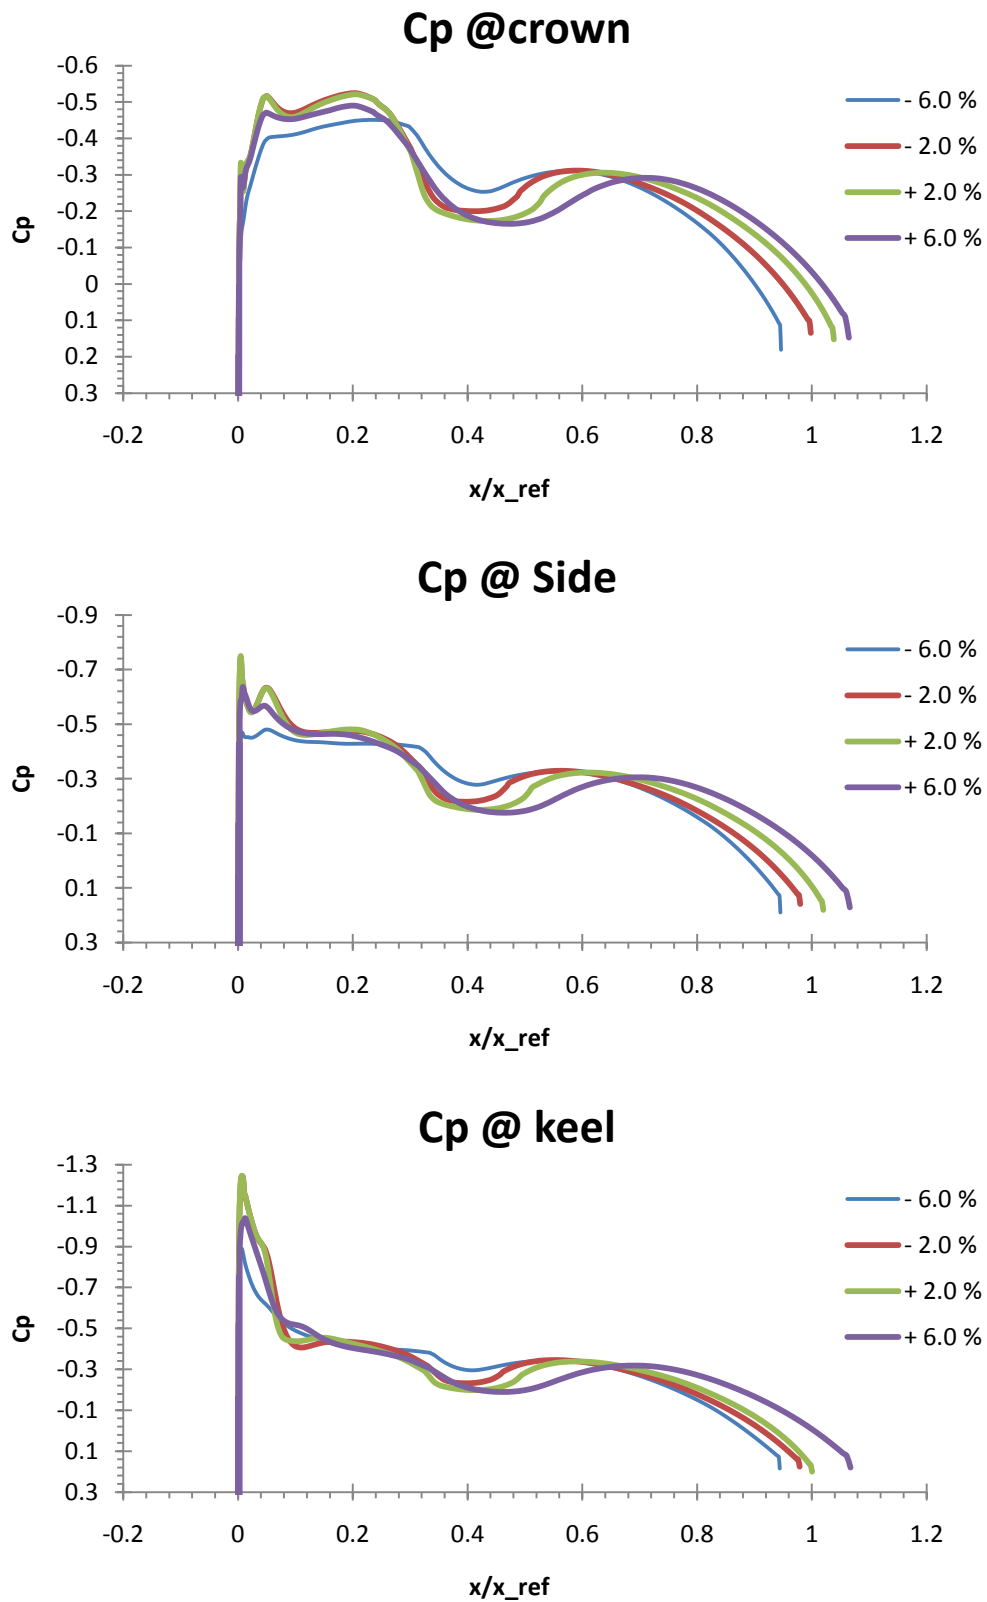 Cp @crown
-0.6
-0.5
-0.4
-0.3
-0.2
-0.1
0
0.1
0.2
0.3
Cp
-0.2 0 0.2 0.4 0.6 0.8 1 1.2
x/x_ref
- 6.0 %
- 2.0 %
+ 2.0 %
+ 6.0 %
Cp @ Side
-0.9
-0.7
-0.5
-0.3
-0.1
0.1
0.3
Cp
-0.2 0 0.2 0.4 0.6 0.8 1 1.2
x/x_ref
- 6.0 %
- 2.0 %
+ 2.0 %
+ 6.0 %
Cp @ keel
-1.3
-1.1
-0.9
-0.7
-0.5
-0.3
-0.1
0.1
0.3
Cp
-0.2 0 0.2 0.4 0.6 0.8 1 1.2
x/x_ref
- 6.0 %
- 2.0 %
+ 2.0 %
+ 6.0 %